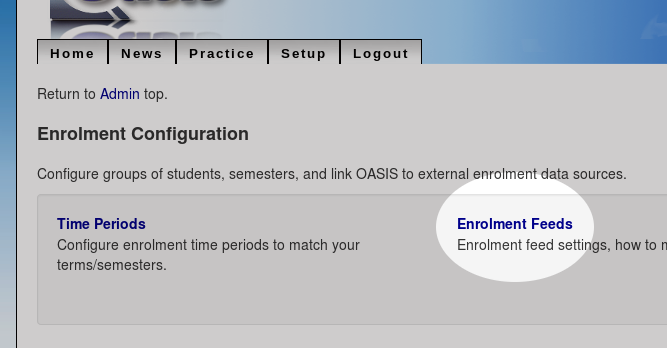 Oasis
Home News Practice Setup Logout
Return to Admin top.
Enrolment Configuration
Configure groups of students, semesters, and link OASIS to external enrolment data sources.
Time Periods
Configure enrolment time periods to match your
terms/semesters.
Enrolment Feeds
Enrolment feed settings, how to